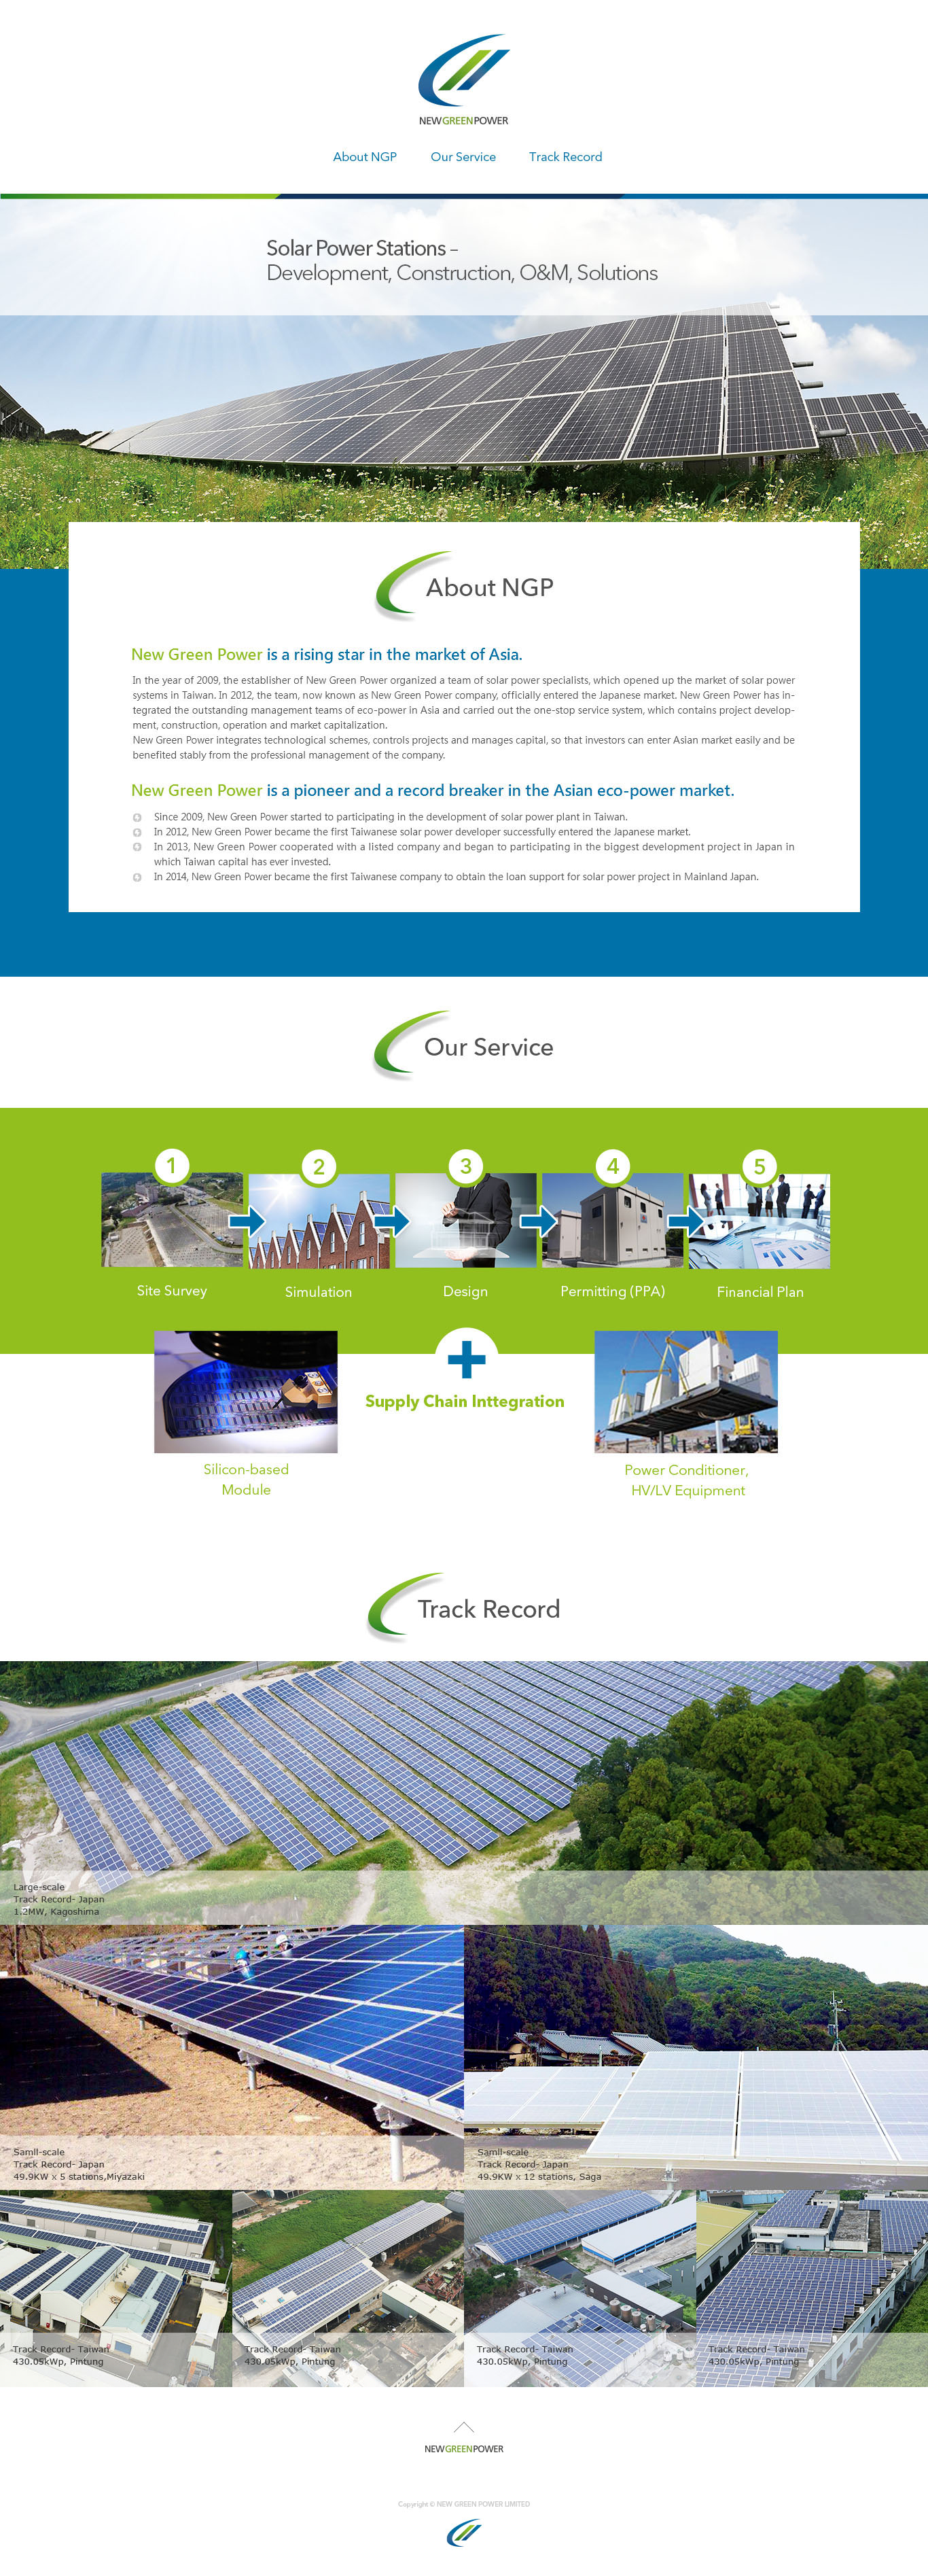 NEWGREENPOWER
About NGP Our Service Track Record
Solar Power Stations –
Development, Construction, O&M, Solutions
About NGP
New Green Power is a rising star in the market of Asia.
In the year of 2009, the establisher of New Green Power organized a team of solar power specialists, which opened up the market of solar power
systems in Taiwan. In 2012, the team, now known as New Green Power company, officially entered the Japanese market. New Green Power has in-
tegrated the outstanding management teams of eco-power in Asia and carried out the one-stop service system, which contains project develop-
ment, construction, operation and market capitalization.
New Green Power integrates technological schemes, controls projects and manages capital, so that investors can enter Asian market easily and be
benefited stably from the professional management of the company.
New Green Power is a pioneer and a record breaker in the Asian eco-power market.
Since 2009, New Green Power started to participating in the development of solar power plant in Taiwan.
In 2012, New Green Power became the first Taiwanese solar power developer successfully entered the Japanese market.
In 2013, New Green Power cooperated with a listed company and began to participating in the biggest development project in Japan in
which Taiwan capital has ever invested.
In 2014, New Green Power became the first Taiwanese company to obtain the loan support for solar power project in Mainland Japan.
Our Service
1 2 3 4 5
Site Survey Simulation Design Permitting (PPA) Financial Plan
Supply Chain Inttegration
Silicon-based
Module
Power Conditioner,
HV/LV Equipment
Track Record
Large-scale
Track Record- Japan
1.2MW, Kagoshima
Samll-scale
Track Record- Japan
49.9KW x 5 stations,Miyazaki
Samll-scale
Track Record- Japan
49.9KW x 12 stations, Saga
Track Record- Taiwan
430.05kWp, Pintung
Track Record- Taiwan
430.05kWp, Pintung
Track Record- Taiwan
430.05kWp, Pintung
Track Record- Taiwan
430.05kWp, Pintung
NEWGREENPOWER
Copyright © NEW GREEN POWER LIMITED